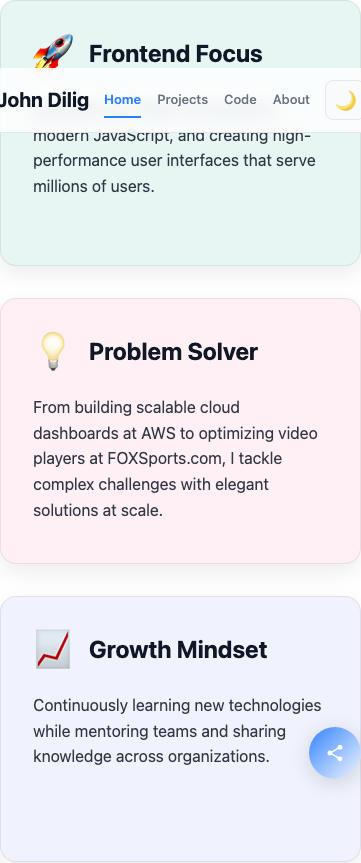 Frontend Focus
John Dilig
Home
Projects
Code
About
modern JavaScript, and creating high-
performance user interfaces that serve
millions of users.
Problem Solver
From building scalable cloud
dashboards at AWS to optimizing video
players at FOXSports.com, I tackle
complex challenges with elegant
solutions at scale.
Growth Mindset
Continuously learning new technologies
while mentoring teams and sharing
knowledge across organizations.